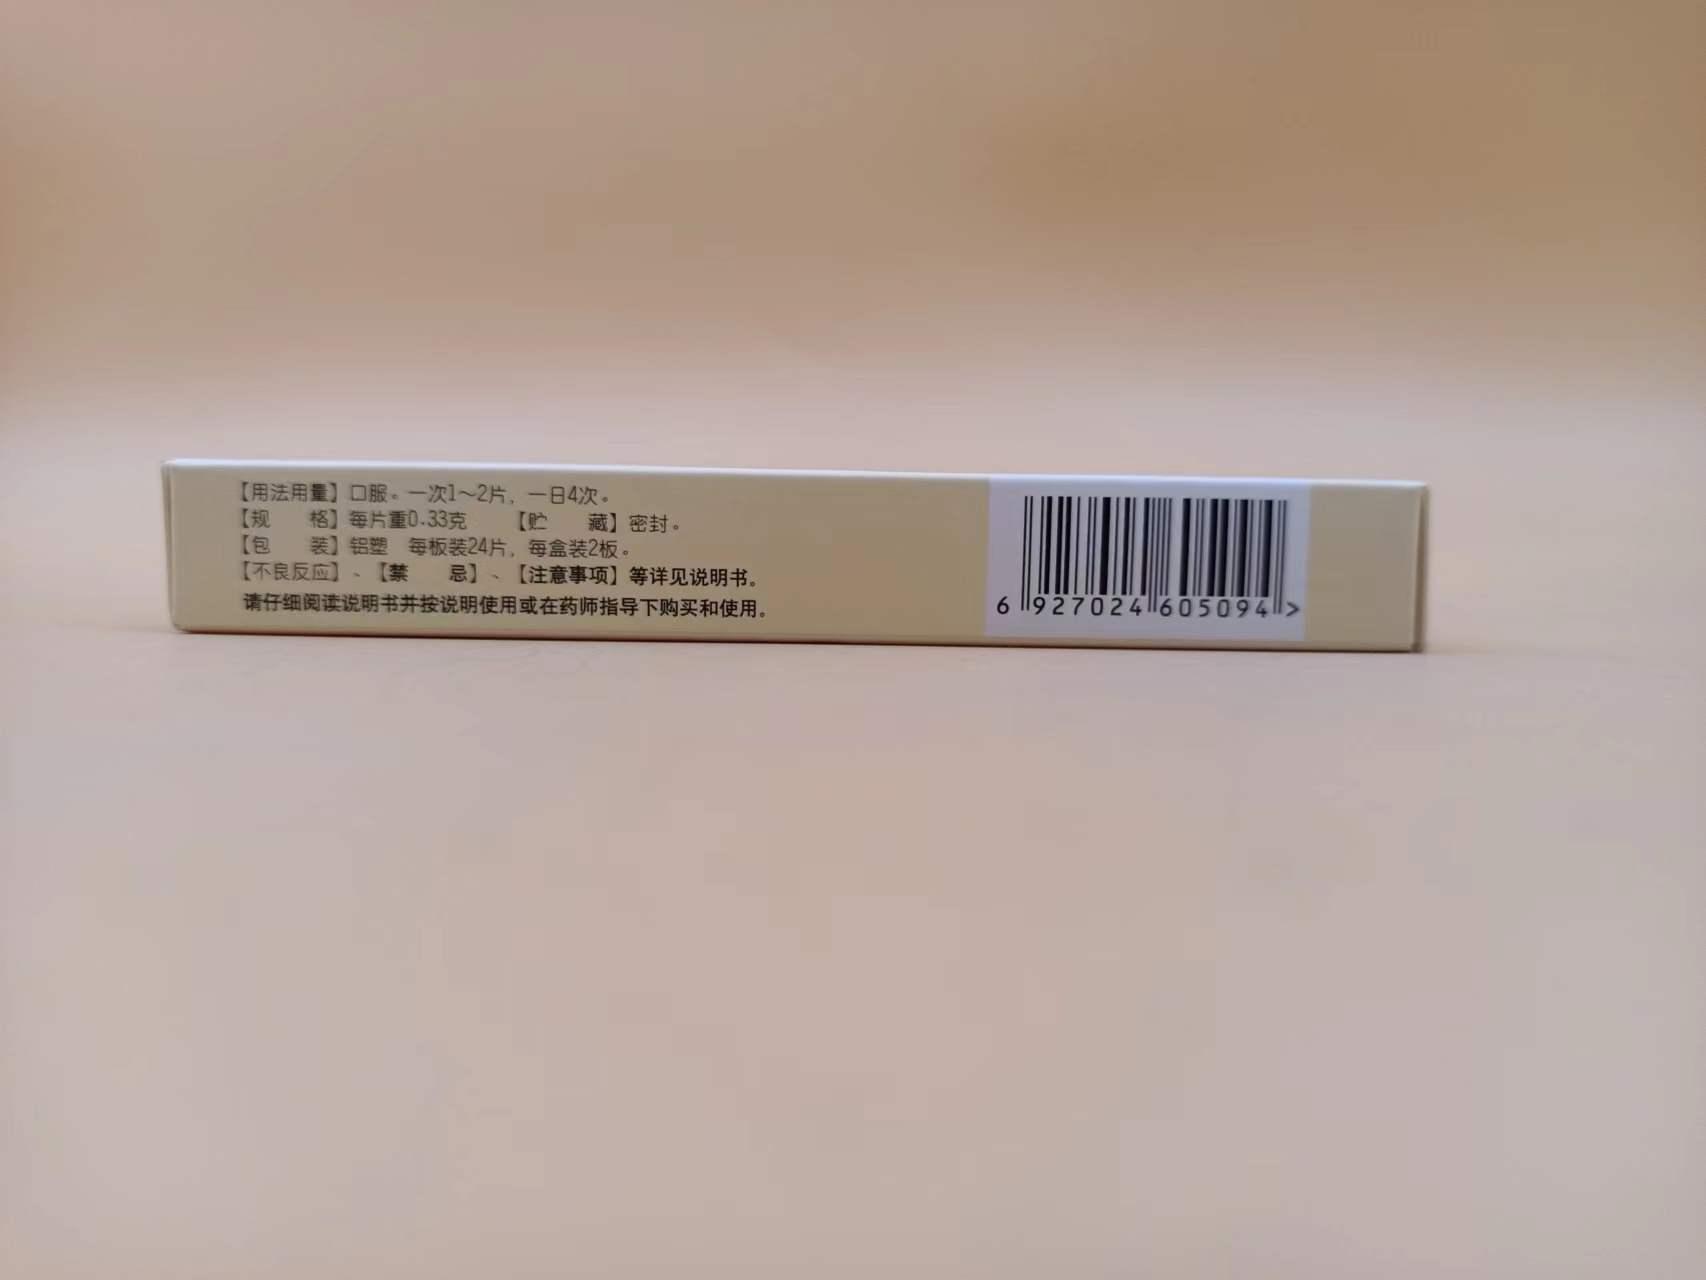 【用法用量】口服。一次1～2片，一日4次。
【规　　格】每片重0.33克　　【贮　　藏】密封。
【包　　装】铝塑　每板装24片，每盒装2板。
【不良反应】、【禁　　忌】、【注意事项】等详见说明书。
请仔细阅读说明书并按说明使用或在药师指导下购买和使用。
6 927024 605094 >